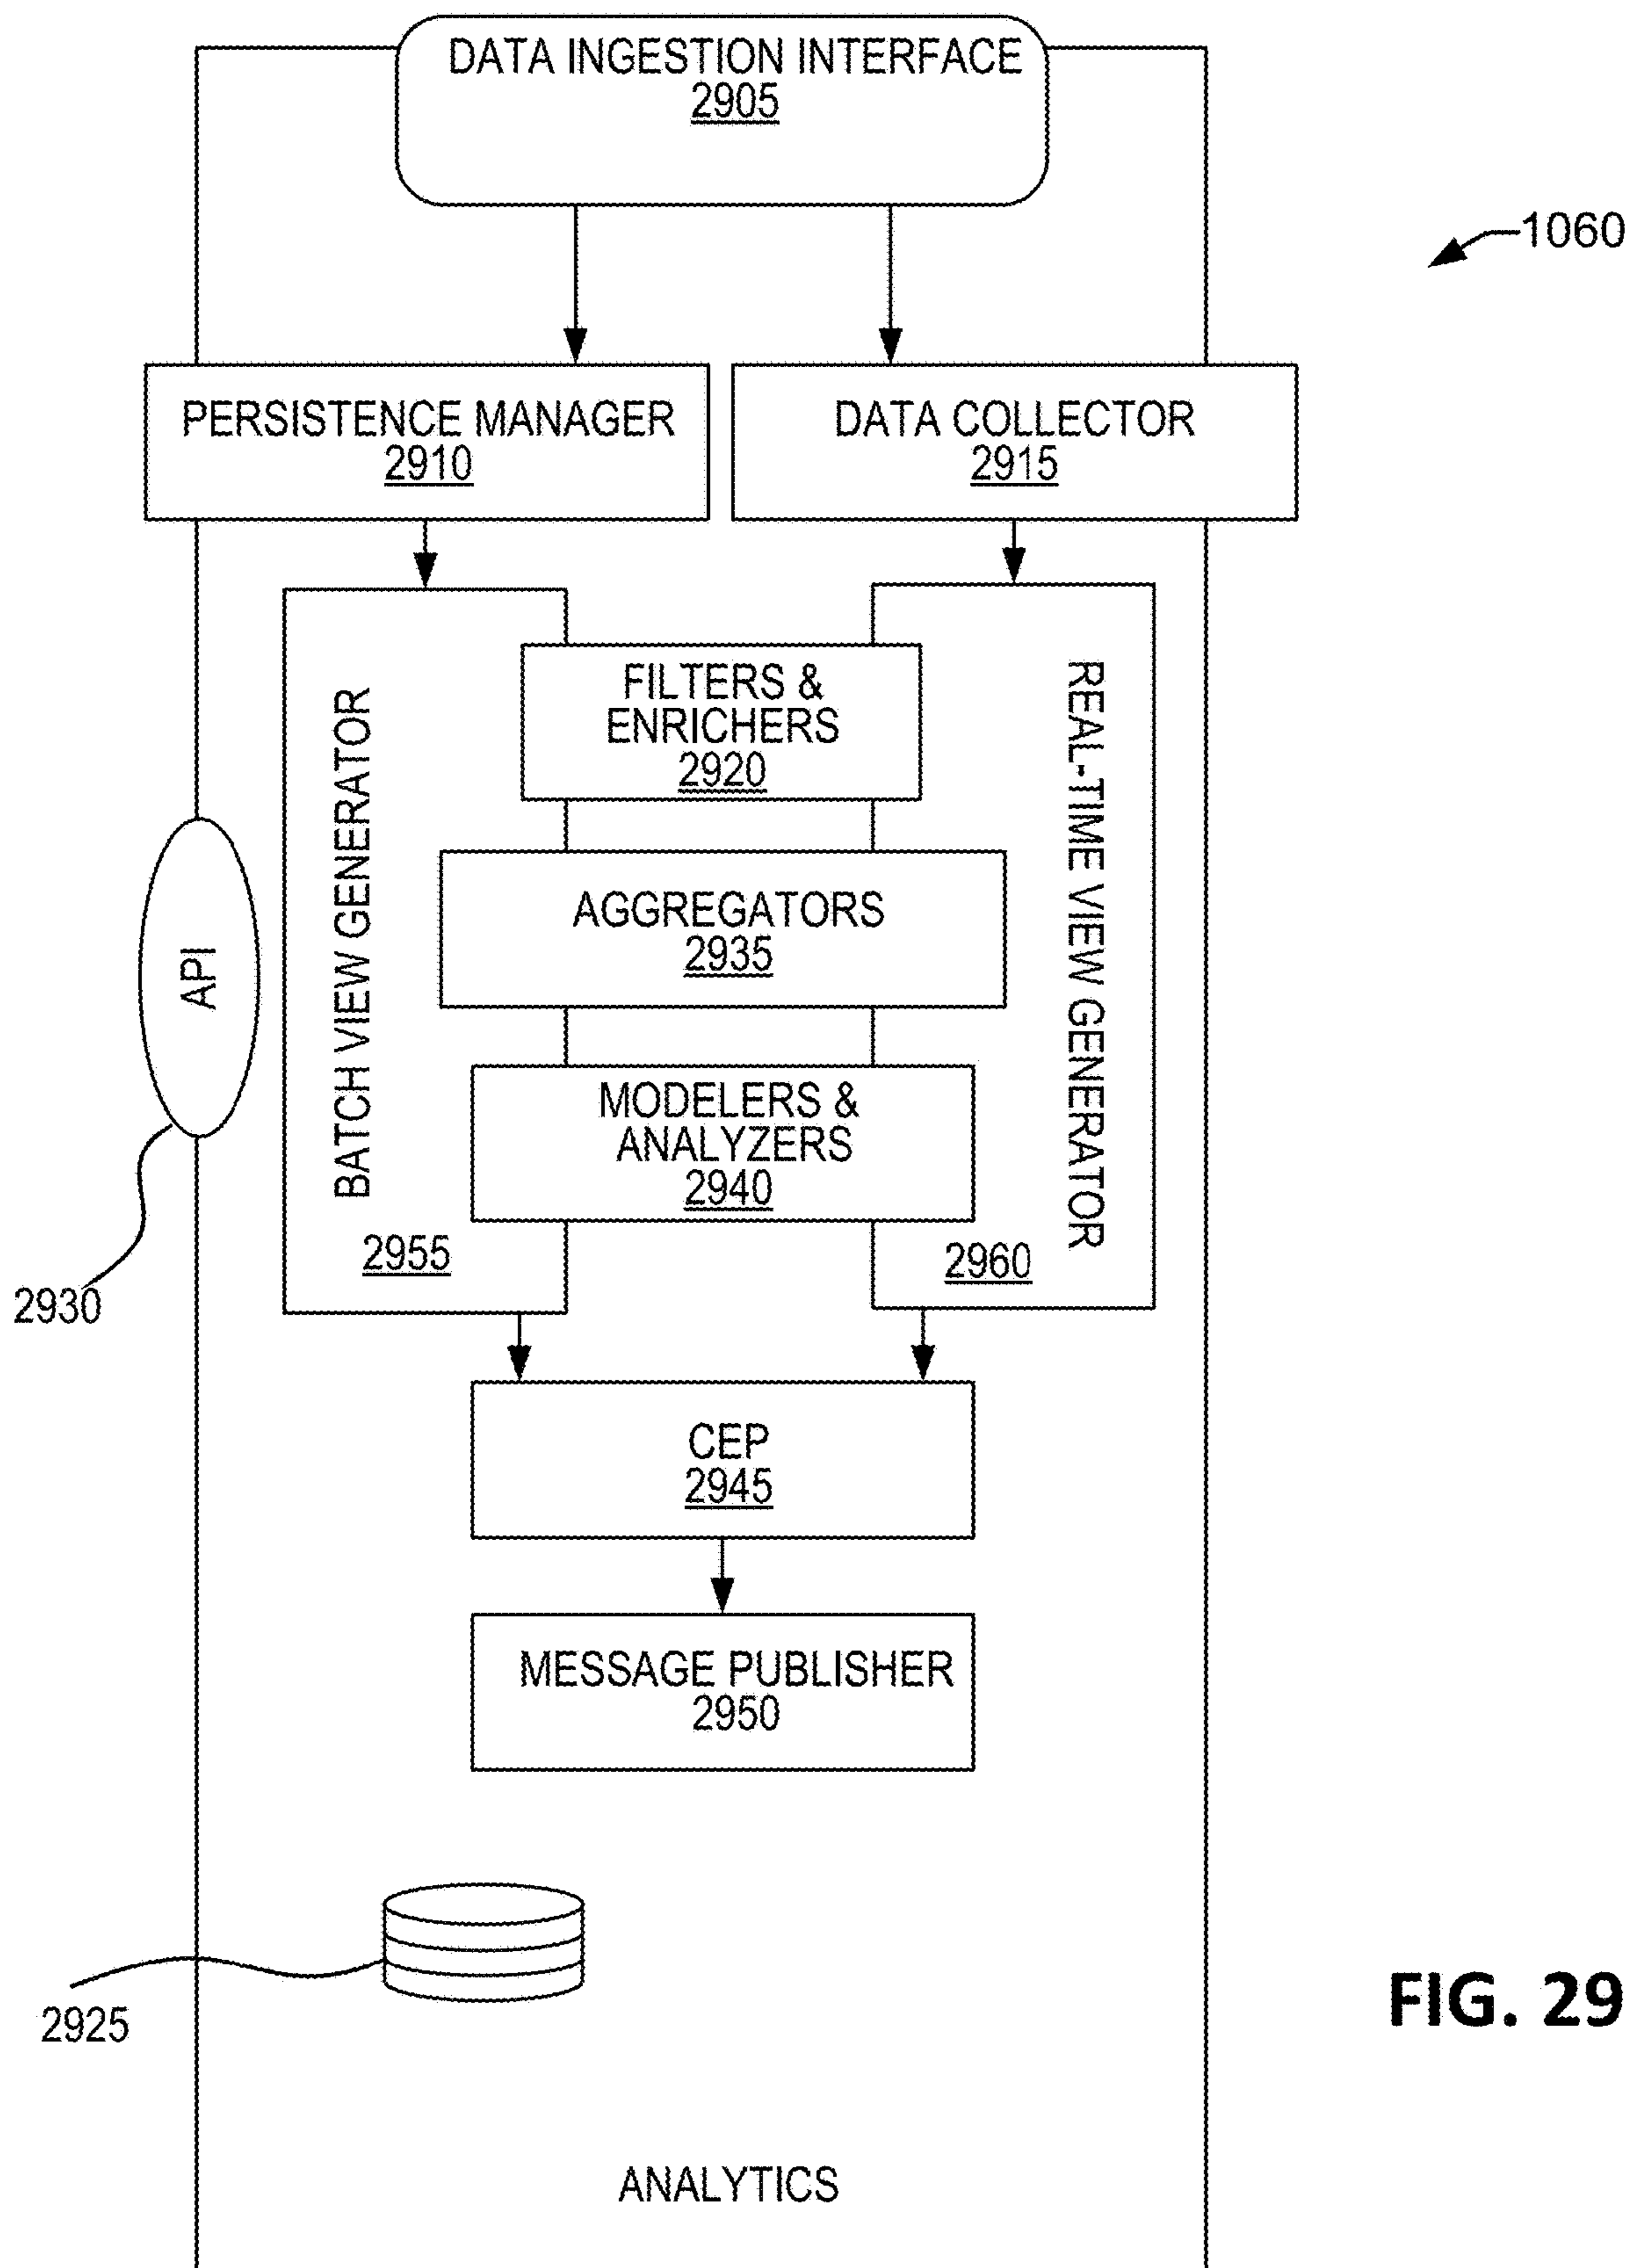 DATA INGESTION INTERFACE
2905
1060
PERSISTENCE MANAGER
2910
DATA COLLECTOR
2915
BATCH VIEW GENERATOR
2955
FILTERS &
ENRICHERS
2920
AGGREGATORS
2935
MODELERS &
ANALYZERS
2940
REAL-TIME VIEW GENERATOR
2960
API
2930
CEP
2945
MESSAGE PUBLISHER
2950
2925
FIG. 29
ANALYTICS